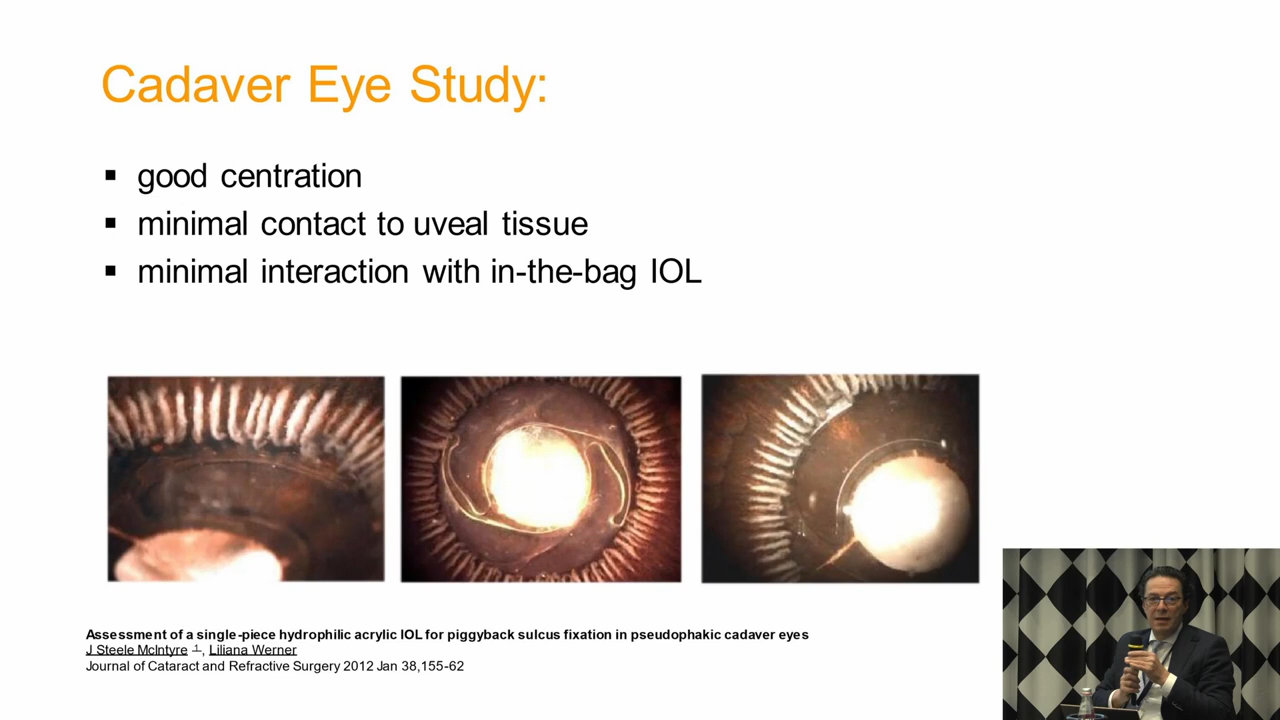 Cadaver Eye Study:
▪ good centration
▪ minimal contact to uveal tissue
▪ minimal interaction with in-the-bag IOL
Assessment of a single-piece hydrophilic acrylic IOL for piggyback sulcus fixation in pseudophakic cadaver eyes
J Steele McIntyre 1, Liliana Werner
Journal of Cataract and Refractive Surgery 2012 Jan 38,155-62